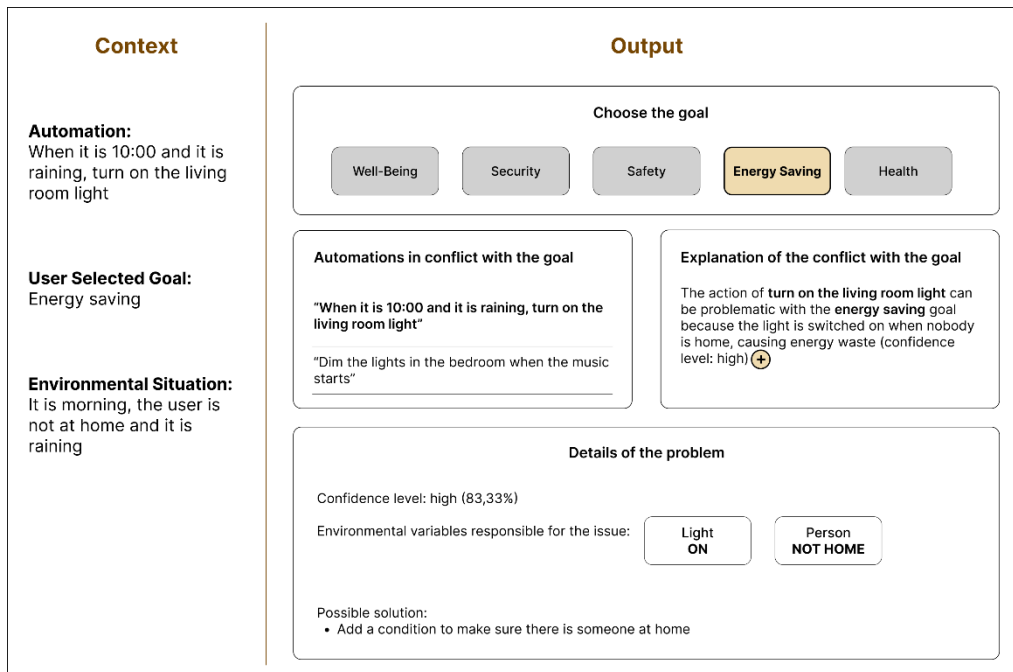 Context
Automation:
When it is 10:00 and it is
raining, turn on the living
room light
User Selected Goal:
Energy saving
Environmental Situation:
It is morning, the user is
not at home and it is
raining
Output
Choose the goal
Well-Being
Security
Safety
Energy Saving
Health
Automations in conflict with the goal
“When it is 10:00 and it is raining, turn on the
living room light”
“Dim the lights in the bedroom when the music
starts”
Explanation of the conflict with the goal
The action of turn on the living room light can
be problematic with the energy saving goal
because the light is switched on when nobody
is home, causing energy waste (confidence
level: high) +
Details of the problem
Confidence level: high (83,33%)
Environmental variables responsible for the issue:
Light
ON
Person
NOT HOME
Possible solution:
• Add a condition to make sure there is someone at home